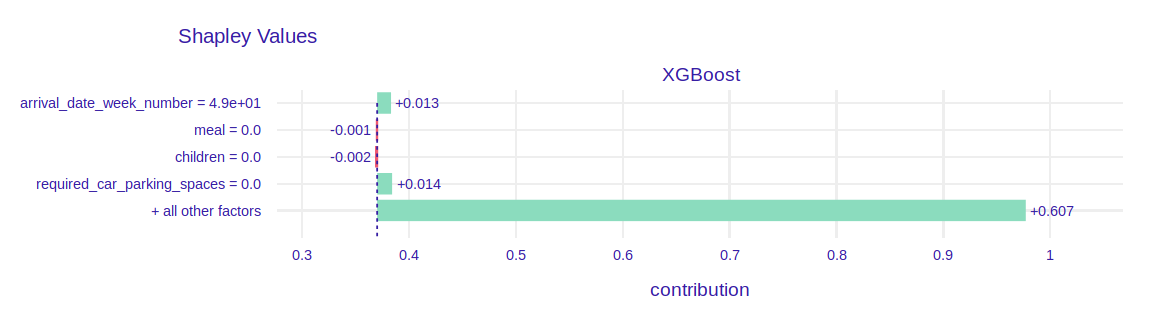 Shapley Values
XGBoost
arrival_date_week_number = 4.9e+01 +0.013
meal = 0.0 -0.001
children = 0.0 -0.002
required_car_parking_spaces = 0.0 +0.014
+ all other factors +0.607
0.3 0.4 0.5 0.6 0.7 0.8 0.9 1
contribution